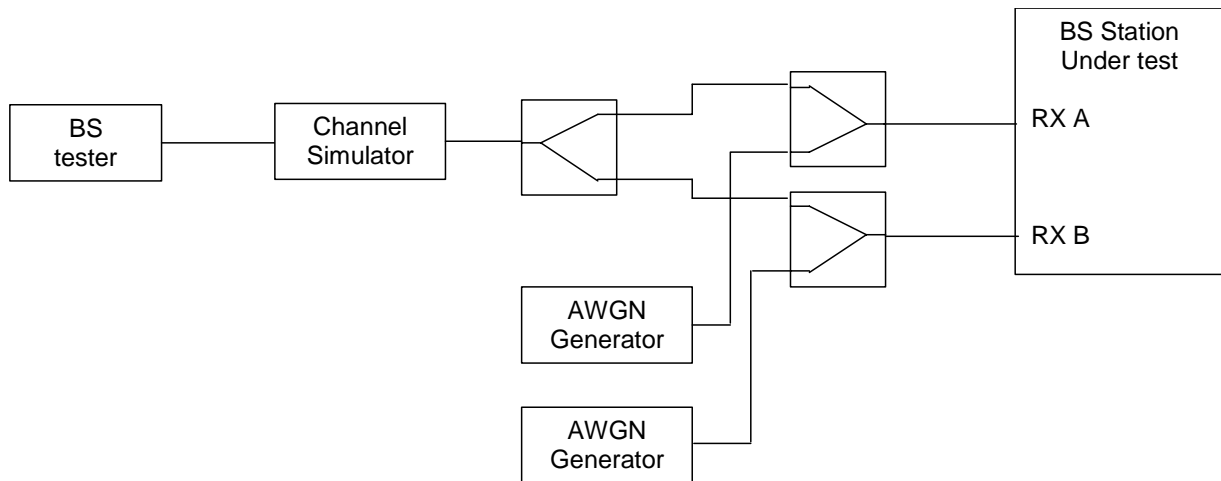 BS Station
Under test
BS
tester
Channel
Simulator
RX A
RX B
AWGN
Generator
AWGN
Generator